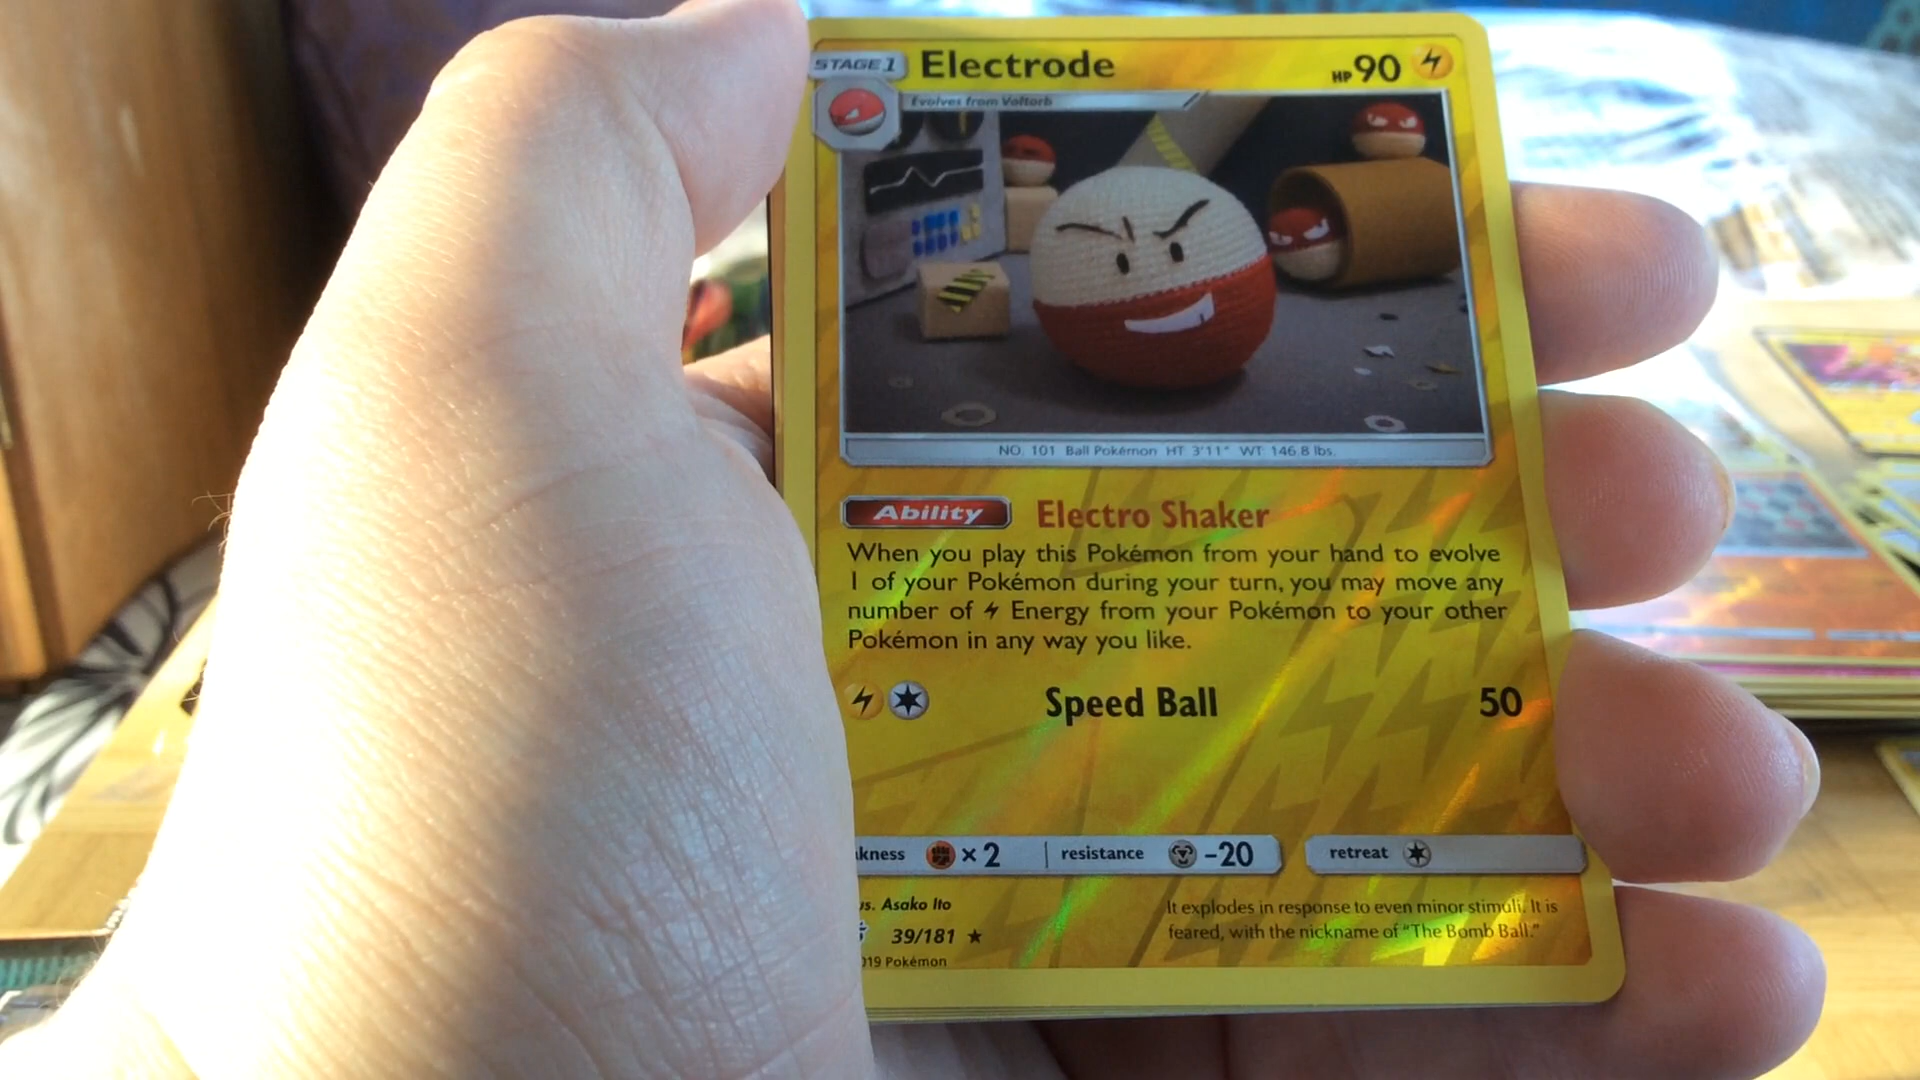 STAGE 1 Electrode HP 90
Evolves from Voltorb
NO. 101 Ball Pokémon HT: 3'11" WT: 146.8 lbs.
Ability Electro Shaker
When you play this Pokémon from your hand to evolve
1 of your Pokémon during your turn, you may move any
number of Energy from your Pokémon to your other
Pokémon in any way you like.
Speed Ball 50
kness ×2 resistance -20 retreat
us. Asako Ito
39/181 ★
019 Pokémon
It explodes in response to even minor stimuli. It is
feared, with the nickname of "The Bomb Ball."